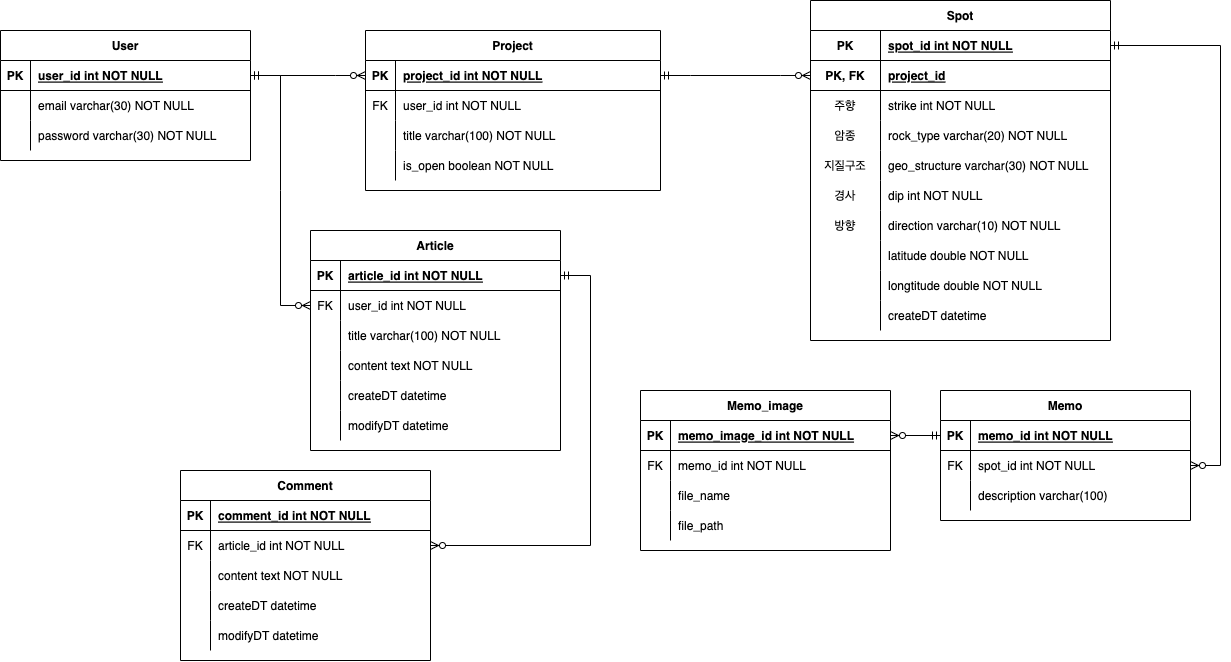 User
PK user_id int NOT NULL
email varchar(30) NOT NULL
password varchar(30) NOT NULL
Project
PK project_id int NOT NULL
FK user_id int NOT NULL
title varchar(100) NOT NULL
is_open boolean NOT NULL
Spot
PK spot_id int NOT NULL
PK, FK project_id
주향 strike int NOT NULL
암종 rock_type varchar(20) NOT NULL
지질구조 geo_structure varchar(30) NOT NULL
경사 dip int NOT NULL
방향 direction varchar(10) NOT NULL
latitude double NOT NULL
longtitude double NOT NULL
createDT datetime
Article
PK article_id int NOT NULL
FK user_id int NOT NULL
title varchar(100) NOT NULL
content text NOT NULL
createDT datetime
modifyDT datetime
Memo_image
PK memo_image_id int NOT NULL
FK memo_id int NOT NULL
file_name
file_path
Memo
PK memo_id int NOT NULL
FK spot_id int NOT NULL
description varchar(100)
Comment
PK comment_id int NOT NULL
FK article_id int NOT NULL
content text NOT NULL
createDT datetime
modifyDT datetime